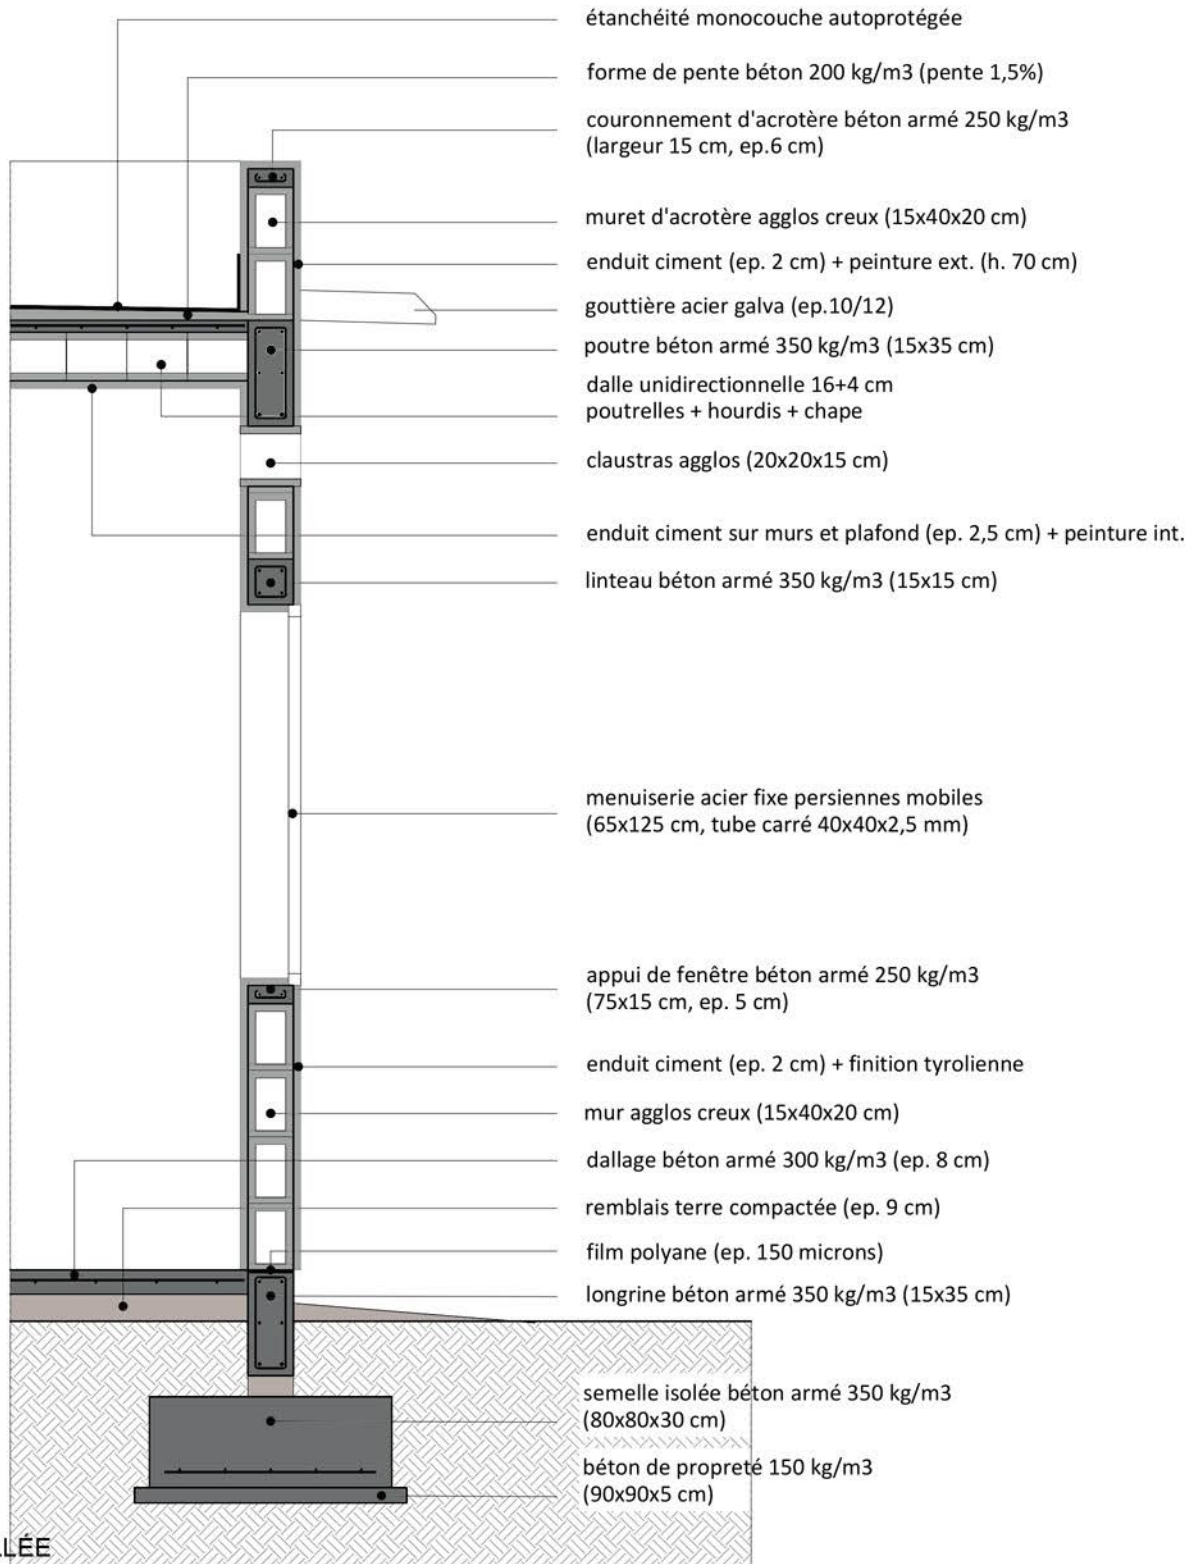 étanchéité monocouche autoprotégée
forme de pente béton 200 kg/m3 (pente 1,5%)
couronnement d'acrotère béton armé 250 kg/m3
(largeur 15 cm, ep.6 cm)
muret d'acrotère agglos creux (15x40x20 cm)
enduit ciment (ep. 2 cm) + peinture ext. (h. 70 cm)
gouttière acier galva (ep.10/12)
poutre béton armé 350 kg/m3 (15x35 cm)
dalle unidirectionnelle 16+4 cm
poutrelles + hourdis + chape
claustras agglos (20x20x15 cm)
enduit ciment sur murs et plafond (ep. 2,5 cm) + peinture int.
linteau béton armé 350 kg/m3 (15x15 cm)
menuiserie acier fixe persiennes mobiles
(65x125 cm, tube carré 40x40x2,5 mm)
appui de fenêtre béton armé 250 kg/m3
(75x15 cm, ep. 5 cm)
enduit ciment (ep. 2 cm) + finition tyrolienne
mur agglos creux (15x40x20 cm)
dallage béton armé 300 kg/m3 (ep. 8 cm)
remblais terre compactée (ep. 9 cm)
film polyane (ep. 150 microns)
longrine béton armé 350 kg/m3 (15x35 cm)
semelle isolée béton armé 350 kg/m3
(80x80x30 cm)
béton de propreté 150 kg/m3
(90x90x5 cm)
LÉE